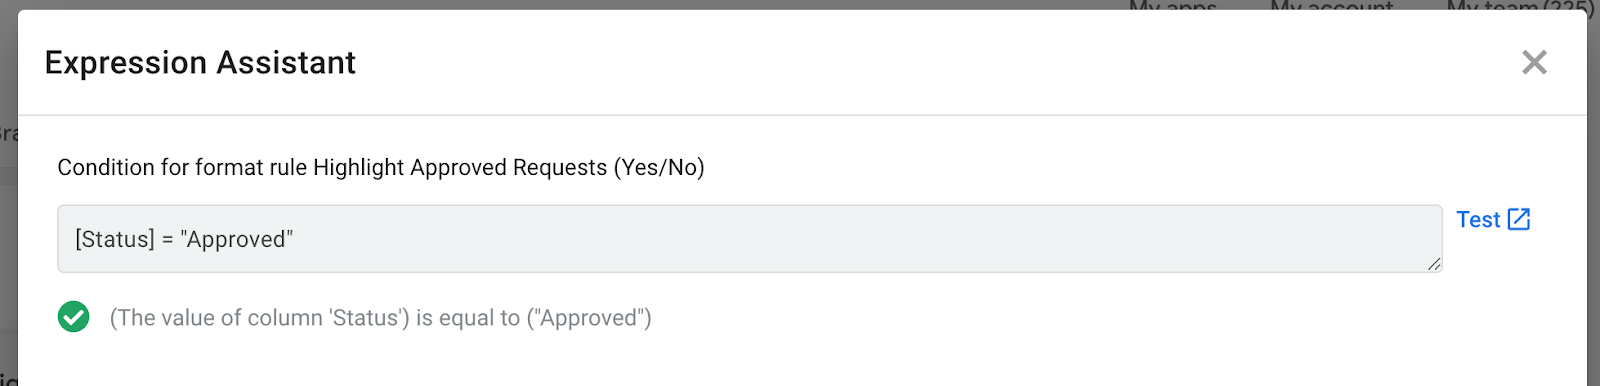 My apps My account My team (225)
Expression Assistant
Condition for format rule Highlight Approved Requests (Yes/No)
[Status] = "Approved"
Test
(The value of column 'Status') is equal to ("Approved")